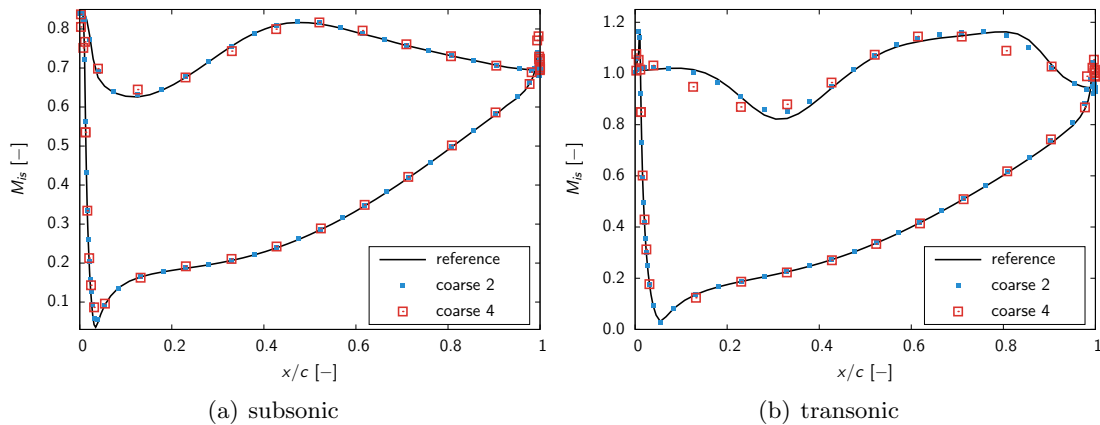 0.8
0.7
0.6
0.5
0.4
0.3
0.2
0.1
M_is [−]
0 0.2 0.4 0.6 0.8 1
x/c [−]
reference
coarse 2
coarse 4
(a) subsonic
1.2
1.0
0.8
0.6
0.4
0.2
0.0
M_is [−]
0 0.2 0.4 0.6 0.8 1
x/c [−]
reference
coarse 2
coarse 4
(b) transonic